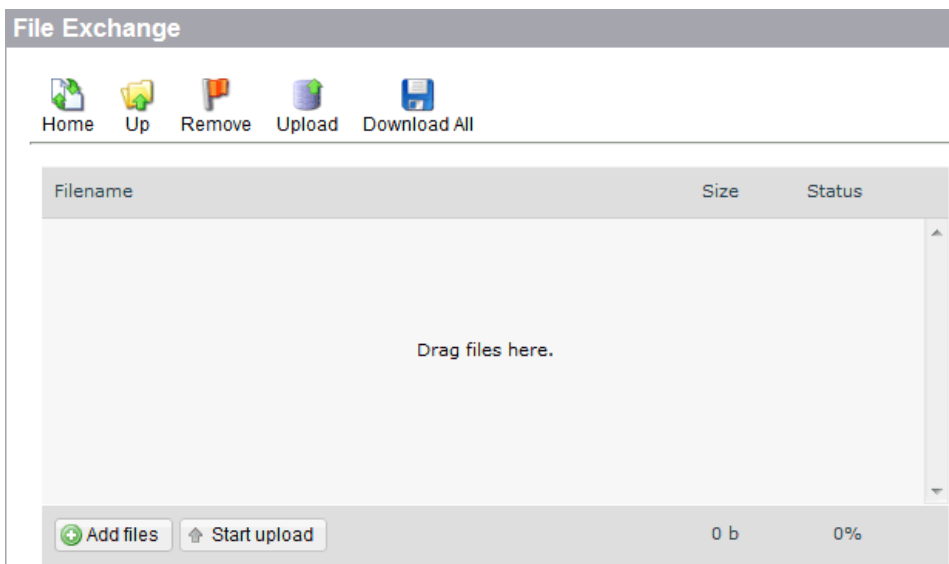 File Exchange
Home Up Remove Upload Download All
Filename Size Status
Drag files here.
Add files Start upload 0 b 0%